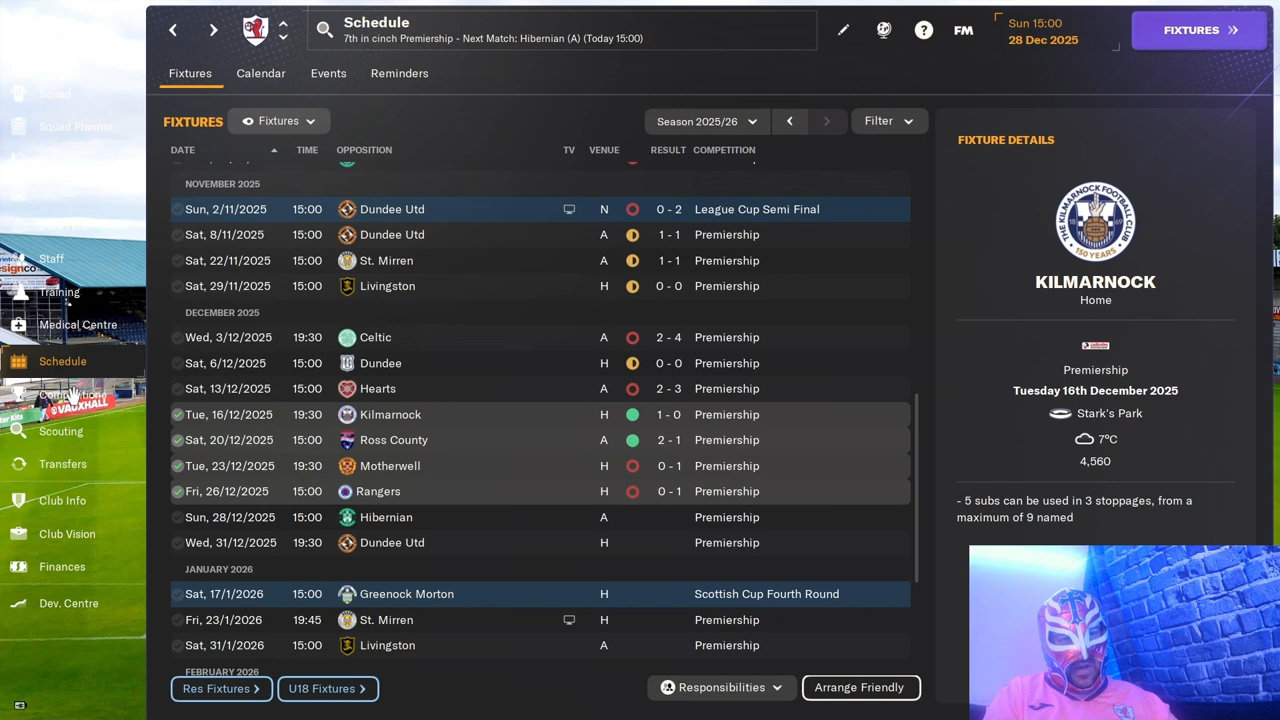 Schedule
7th in cinch Premiership - Next Match: Hibernian (A) (Today 15:00)
FM
Sun 15:00
28 Dec 2025
FIXTURES
Fixtures Calendar Events Reminders
Squad
Squad Planner
Staff
Training
Medical Centre
Schedule
Competitions
Scouting
Transfers
Club Info
Club Vision
Finances
Dev. Centre
VAUXHALL
FIXTURES Fixtures Season 2025/26 Filter
DATE TIME OPPOSITION TV VENUE RESULT COMPETITION
NOVEMBER 2025
Sun, 2/11/2025 15:00 Dundee Utd N 0 - 2 League Cup Semi Final
Sat, 8/11/2025 15:00 Dundee Utd A 1 - 1 Premiership
Sat, 22/11/2025 15:00 St. Mirren A 1 - 1 Premiership
Sat, 29/11/2025 15:00 Livingston H 0 - 0 Premiership
DECEMBER 2025
Wed, 3/12/2025 19:30 Celtic A 2 - 4 Premiership
Sat, 6/12/2025 15:00 Dundee H 0 - 0 Premiership
Sat, 13/12/2025 15:00 Hearts A 2 - 3 Premiership
Tue, 16/12/2025 19:30 Kilmarnock H 1 - 0 Premiership
Sat, 20/12/2025 15:00 Ross County A 2 - 1 Premiership
Tue, 23/12/2025 19:30 Motherwell H 0 - 1 Premiership
Fri, 26/12/2025 15:00 Rangers H 0 - 1 Premiership
Sun, 28/12/2025 15:00 Hibernian A Premiership
Wed, 31/12/2025 19:30 Dundee Utd H Premiership
JANUARY 2026
Sat, 17/1/2026 15:00 Greenock Morton H Scottish Cup Fourth Round
Fri, 23/1/2026 19:45 St. Mirren H Premiership
Sat, 31/1/2026 15:00 Livingston A Premiership
FEBRUARY 2026
Res Fixtures U18 Fixtures Responsibilities Arrange Friendly
FIXTURE DETAILS
THE KILMARNOCK FOOTBALL CLUB
150 YEARS
KILMARNOCK
Home
Premiership
Tuesday 16th December 2025
Stark's Park
7ºC
4,560
- 5 subs can be used in 3 stoppages, from a
maximum of 9 named